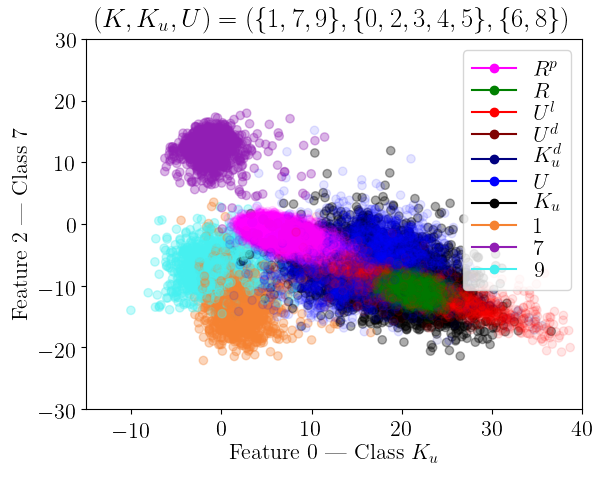 (K, K_u, U) = ({1, 7, 9}, {0, 2, 3, 4, 5}, {6, 8})
30
20
10
0
−10
−20
−30
Feature 2 — Class 7
−10 0 10 20 30 40
Feature 0 — Class K_u
R^p
R
U^l
U^d
K_u^d
U
K_u
1
7
9